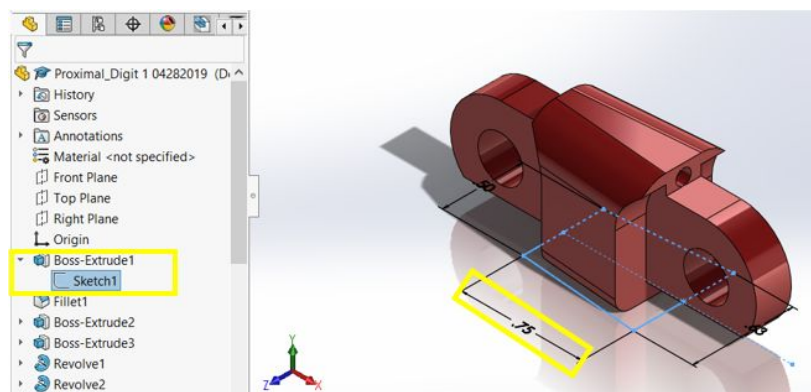 Proximal_Digit 1 04282019 (D
History
Sensors
Annotations
Material <not specified>
Front Plane
Top Plane
Right Plane
Origin
Boss-Extrude1
Sketch1
Fillet1
Boss-Extrude2
Boss-Extrude3
Revolve1
Revolve2
.50
.75
.63
Y
Z
X